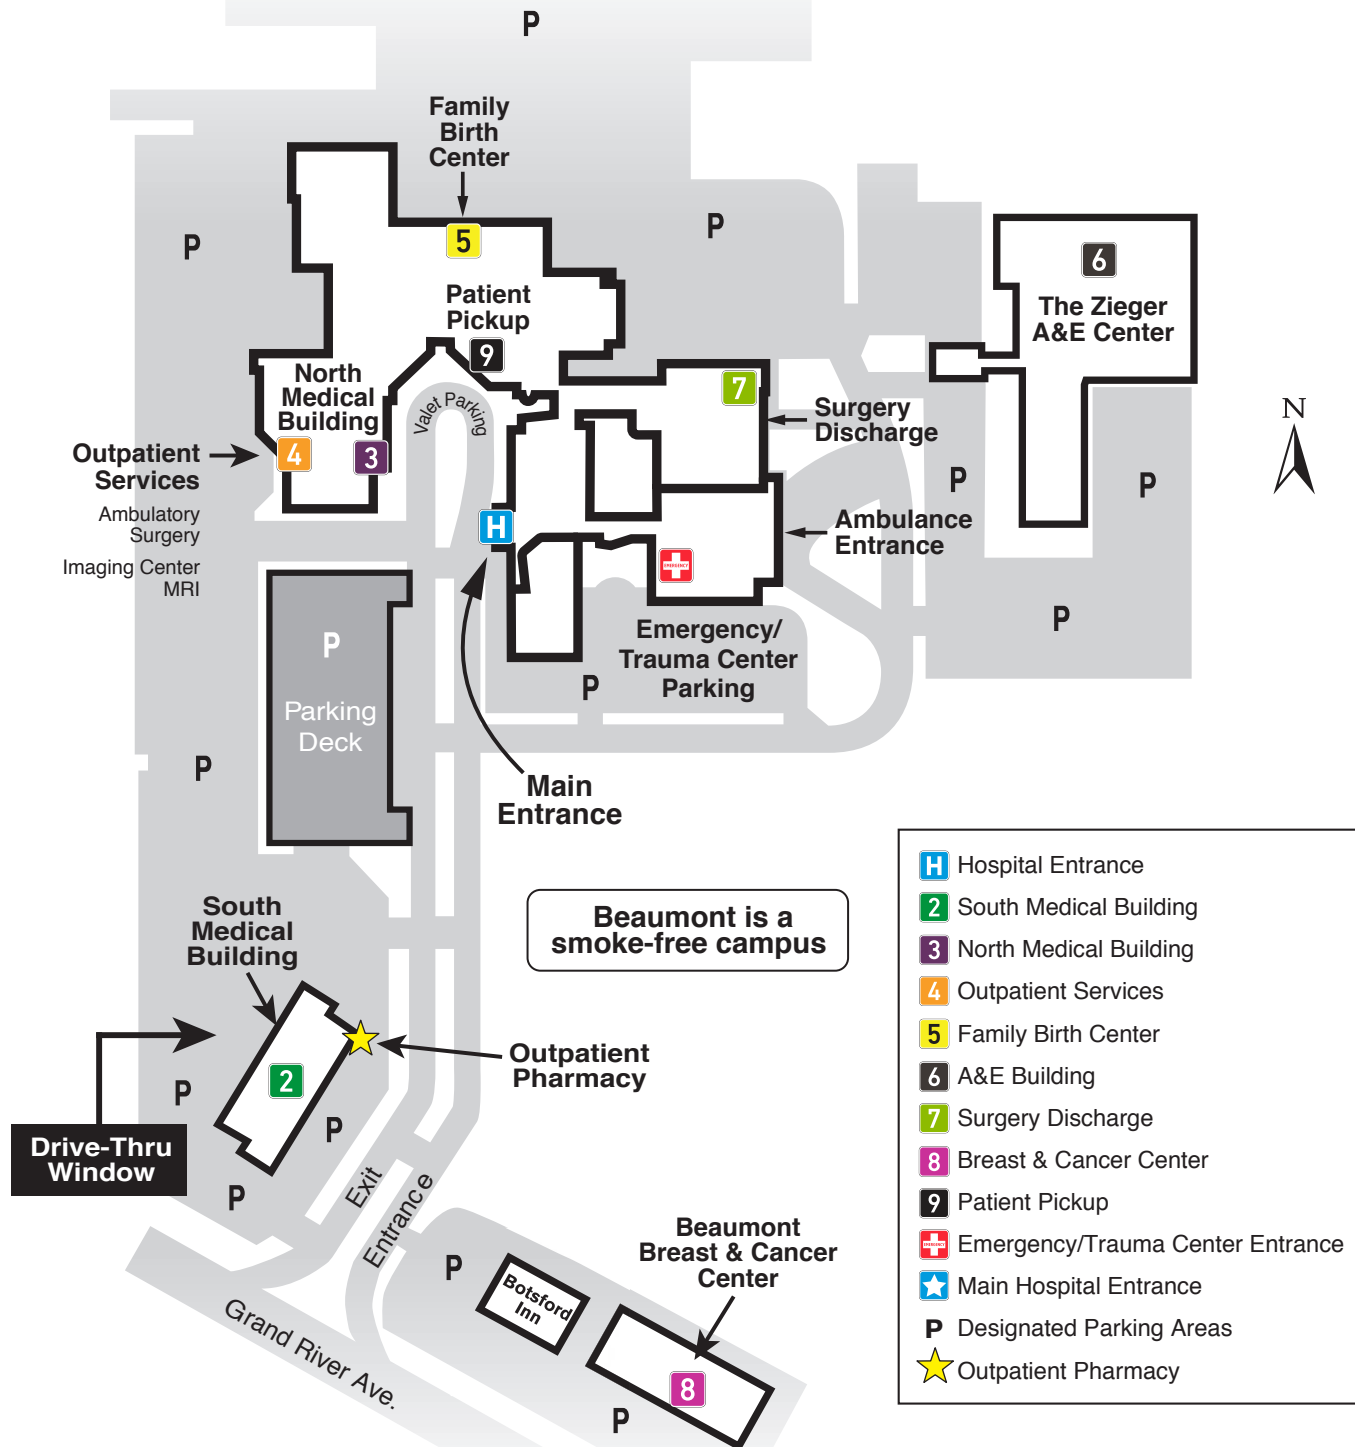 P
Family
Birth
Center
P
P
5
6
Patient
Pickup
The Zieger
A&E Center
9
North
Medical
Building
7
Valet Parking
Surgery
Discharge
N
Outpatient
Services
4
3
P
P
Ambulatory
Surgery
H
Ambulance
Entrance
Imaging Center
MRI
EMERGENCY
P
P
Emergency/
Trauma Center
Parking
P
Parking
Deck
P
Main
Entrance
South
Medical
Building
Beaumont is a
smoke-free campus
Outpatient
Pharmacy
2
P
P
Drive-Thru
Window
P
Exit
Entrance
Grand River Ave.
P
Beaumont
Breast & Cancer
Center
Botsford
Inn
8
P
H Hospital Entrance
2 South Medical Building
3 North Medical Building
4 Outpatient Services
5 Family Birth Center
6 A&E Building
7 Surgery Discharge
8 Breast & Cancer Center
9 Patient Pickup
EMERGENCY Emergency/Trauma Center Entrance
Main Hospital Entrance
P Designated Parking Areas
Outpatient Pharmacy